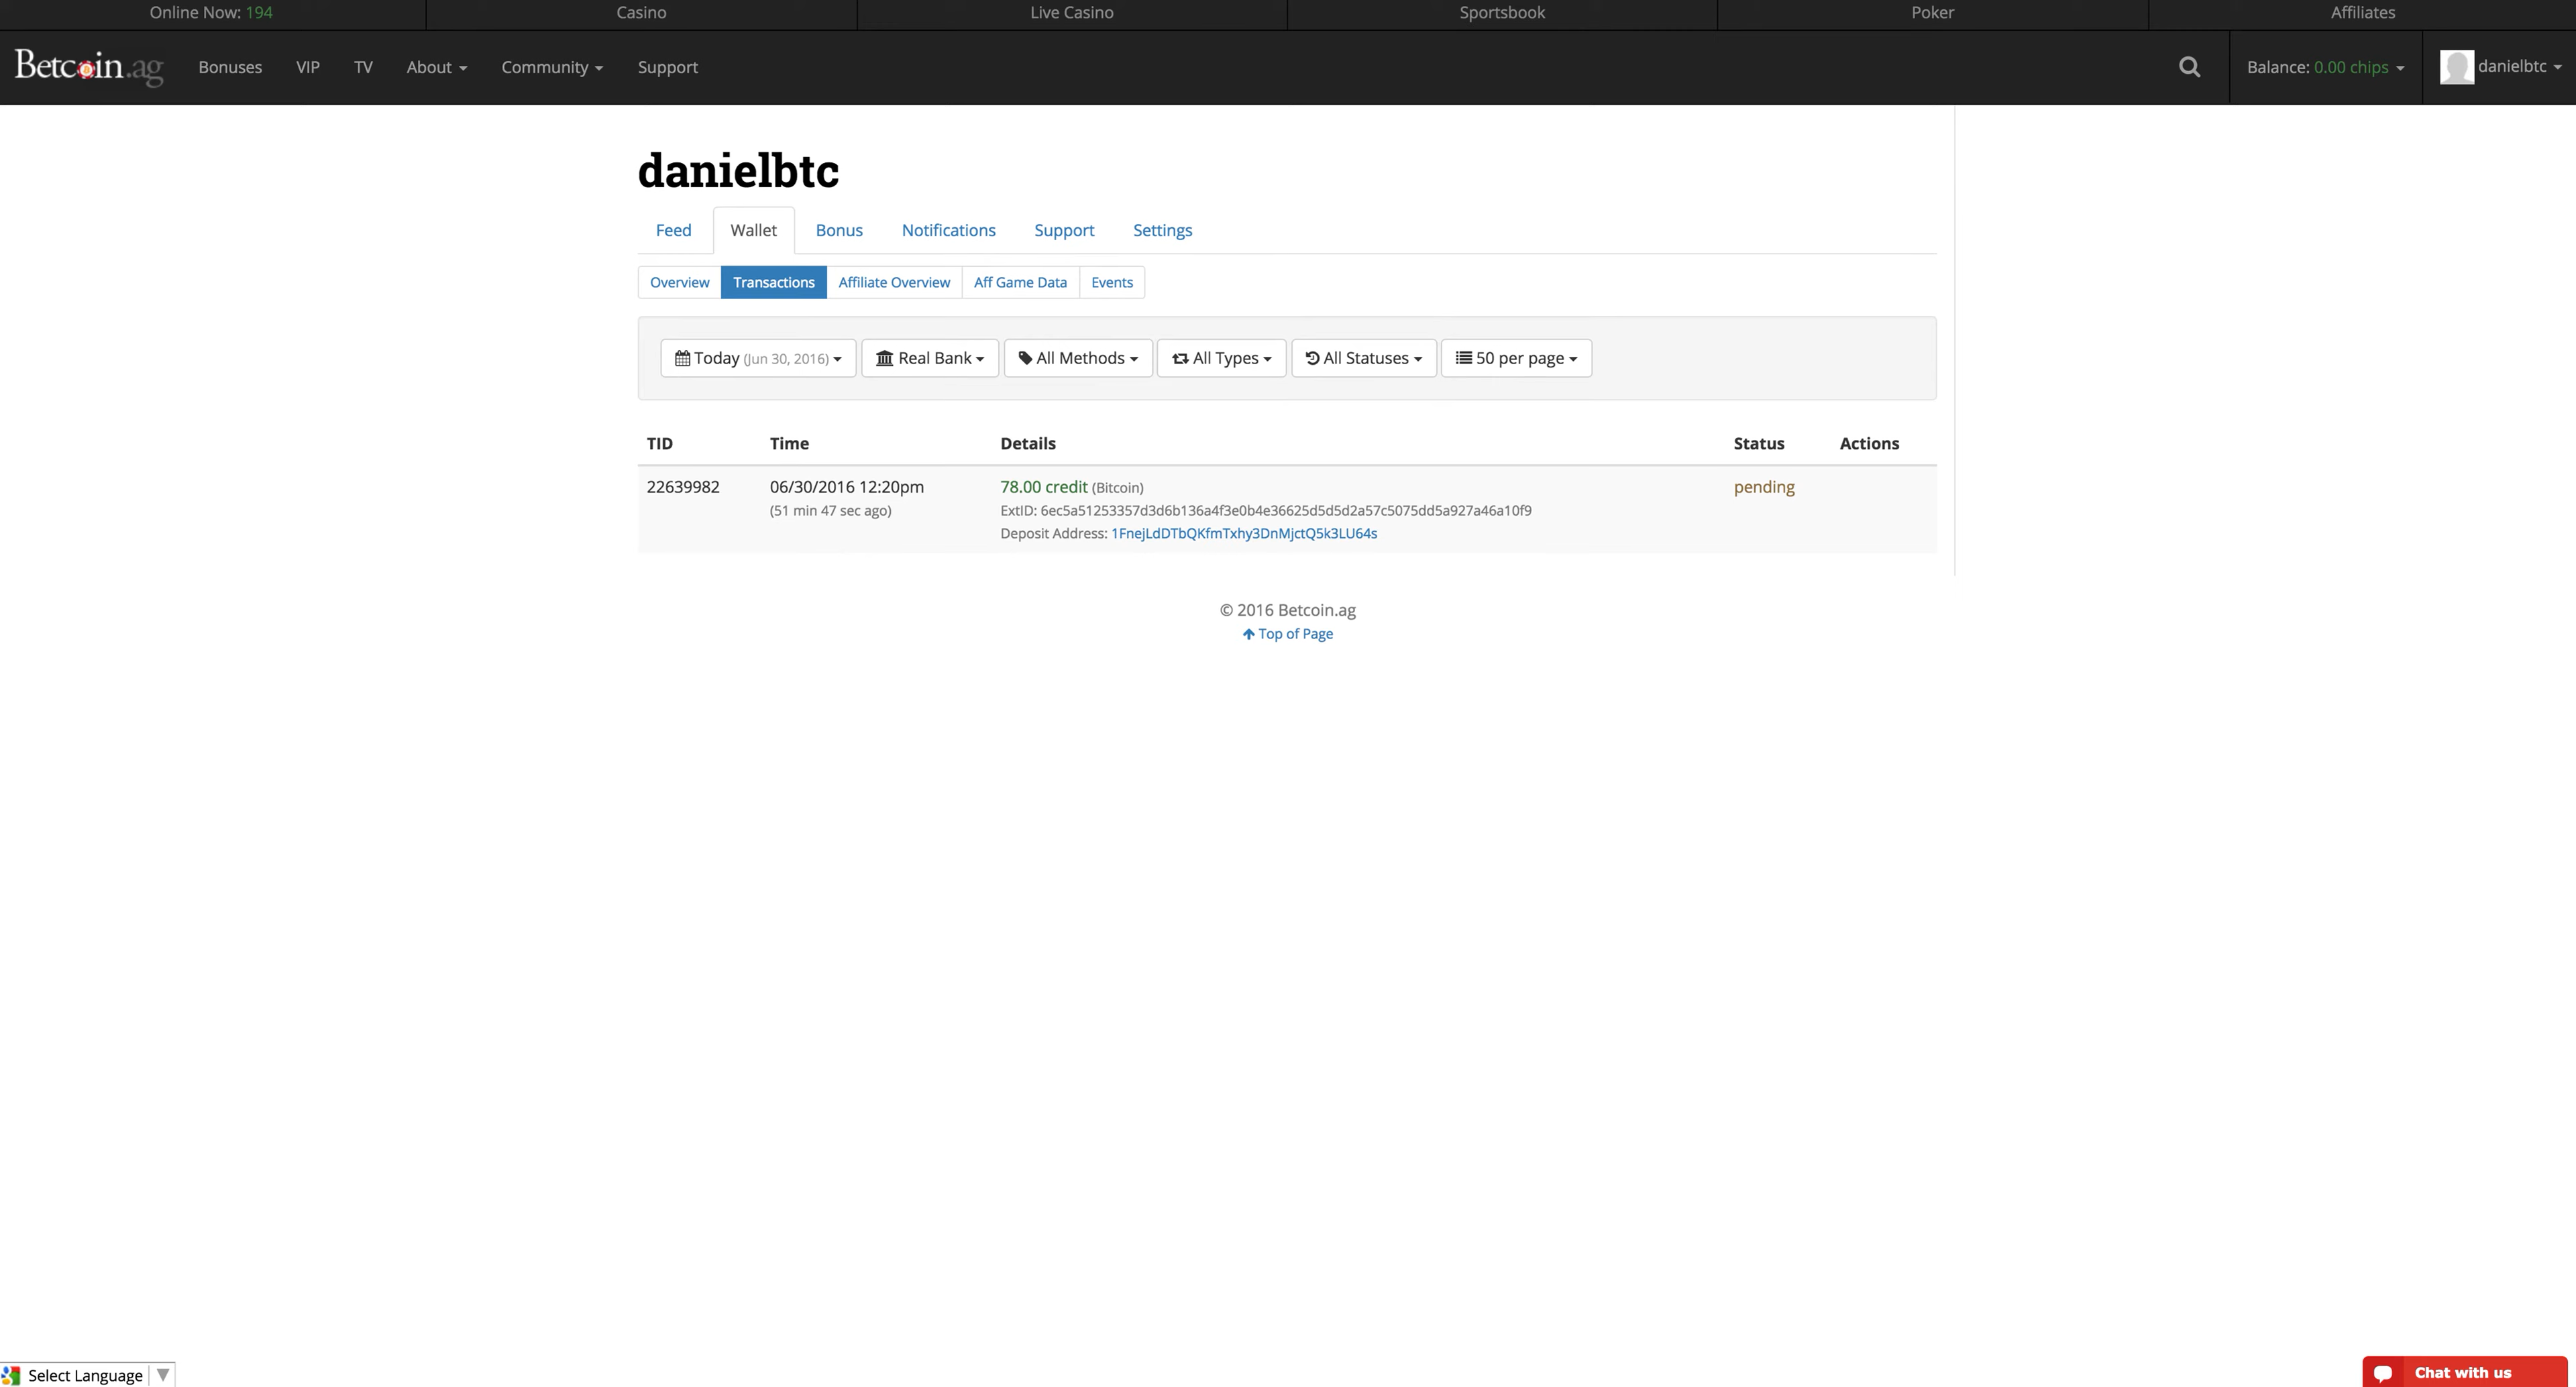 Online Now: 194 Casino Live Casino Sportsbook Poker Affiliates
Betcoin.ag Bonuses VIP TV About Community Support Balance: 0.00 chips danielbtc
danielbtc
Feed Wallet Bonus Notifications Support Settings
Overview Transactions Affiliate Overview Aff Game Data Events
Today (Jun 30, 2016) Real Bank All Methods All Types All Statuses 50 per page
TID Time Details Status Actions
22639982 06/30/2016 12:20pm 78.00 credit (Bitcoin) pending
(51 min 47 sec ago) ExtID: 6ec5a51253357d3d6b136a4f3e0b4e36625d5d5d2a57c5075dd5a927a46a10f9
Deposit Address: 1FnejLdDTbQKfmTxhy3DnMjctQ5k3LU64s
© 2016 Betcoin.ag
Top of Page
Select Language Chat with us